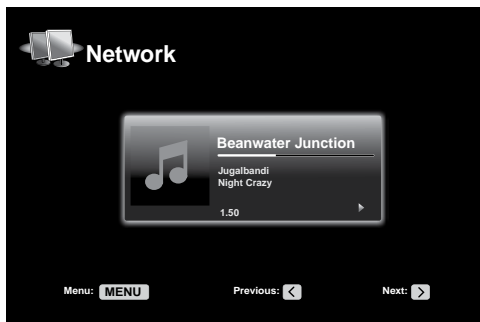 Network
Beanwater Junction
Jugalbandi
Night Crazy
1.50
Menu: MENU
Previous:
Next: